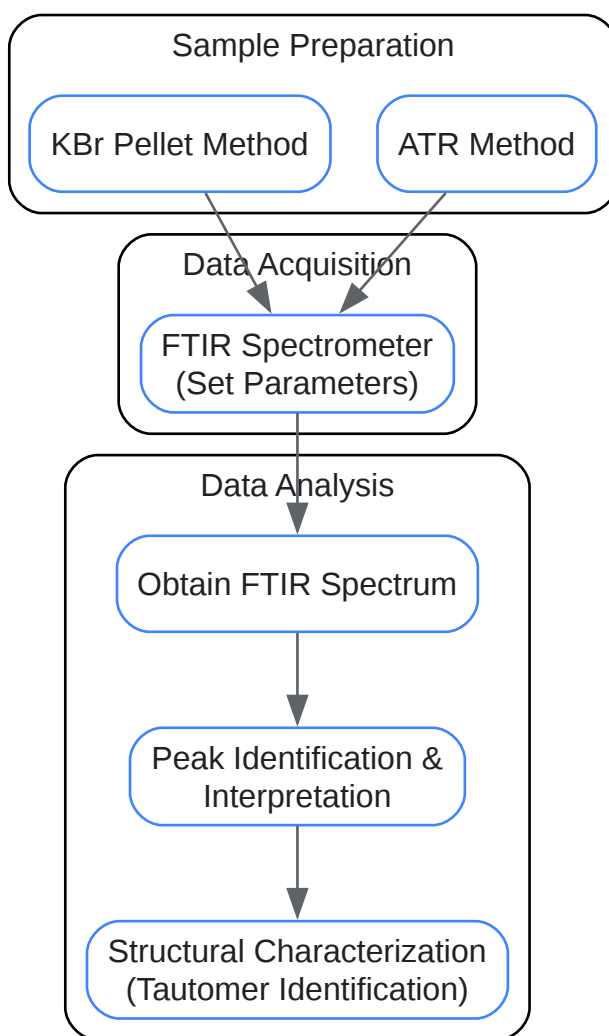 Sample Preparation
KBr Pellet Method
ATR Method
Data Acquisition
FTIR Spectrometer
(Set Parameters)
Data Analysis
Obtain FTIR Spectrum
Peak Identification &
Interpretation
Structural Characterization
(Tautomer Identification)